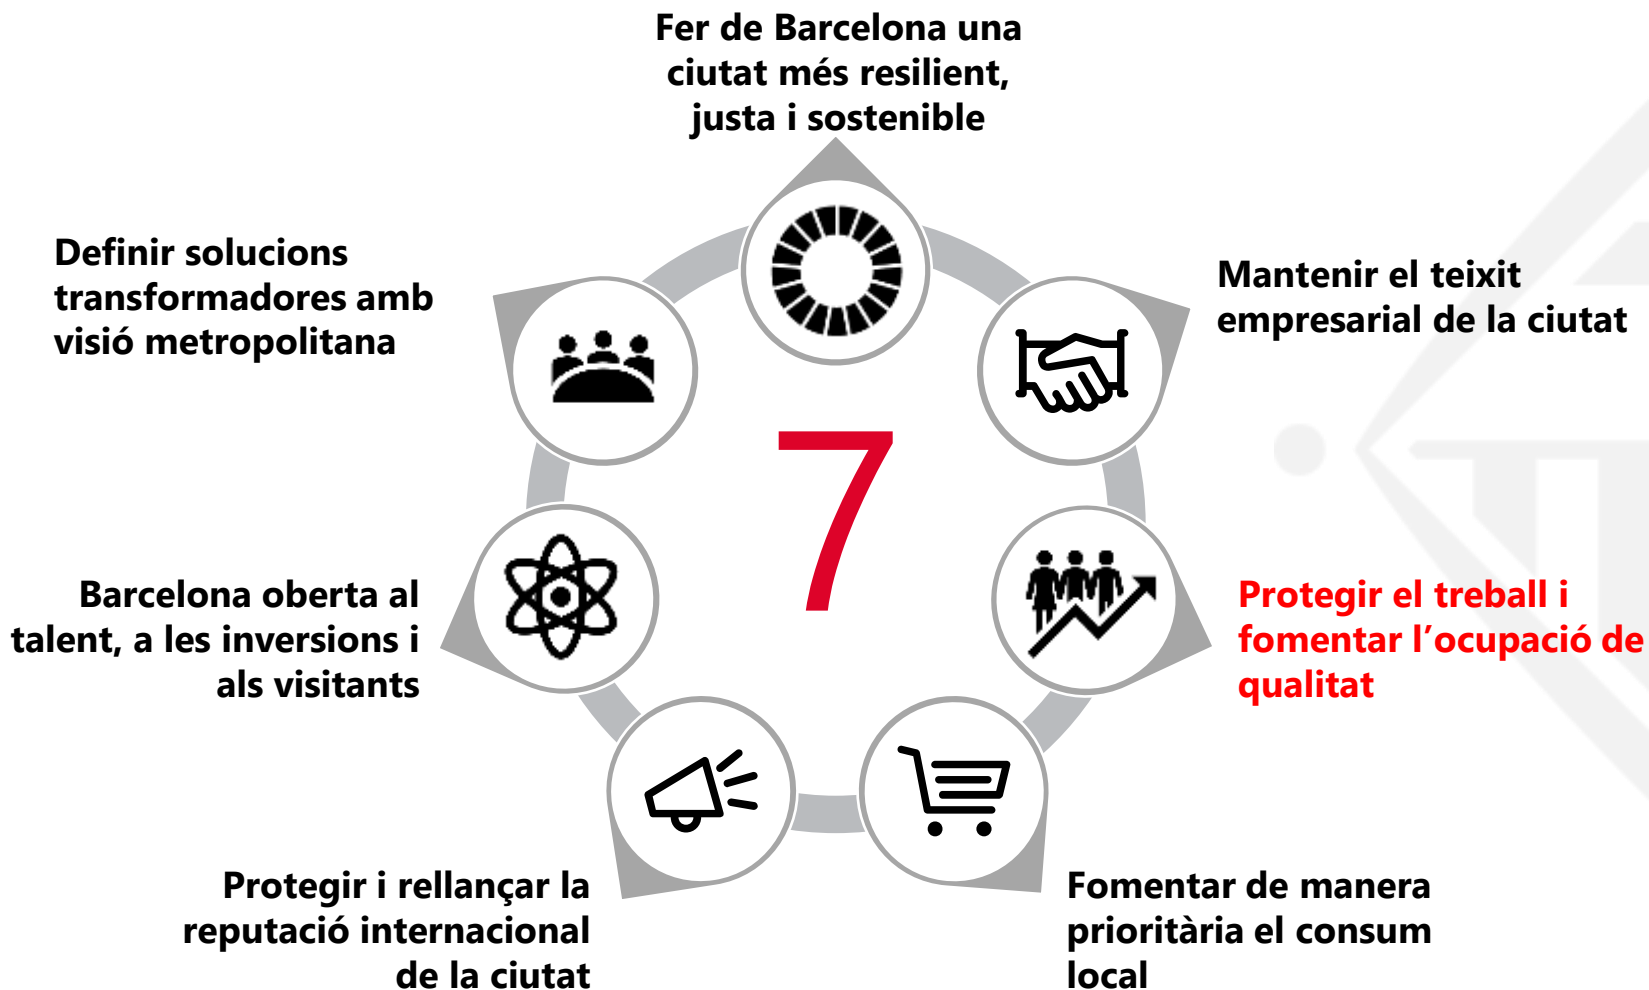 Fer de Barcelona una
ciutat més resilient,
justa i sostenible
Definir solucions
transformadores amb
visió metropolitana
Mantenir el teixit
empresarial de la ciutat
7
Barcelona oberta al
talent, a les inversions i
als visitants
Protegir el treball i
fomentar l’ocupació de
qualitat
Protegir i rellançar la
reputació internacional
de la ciutat
Fomentar de manera
prioritària el consum
local